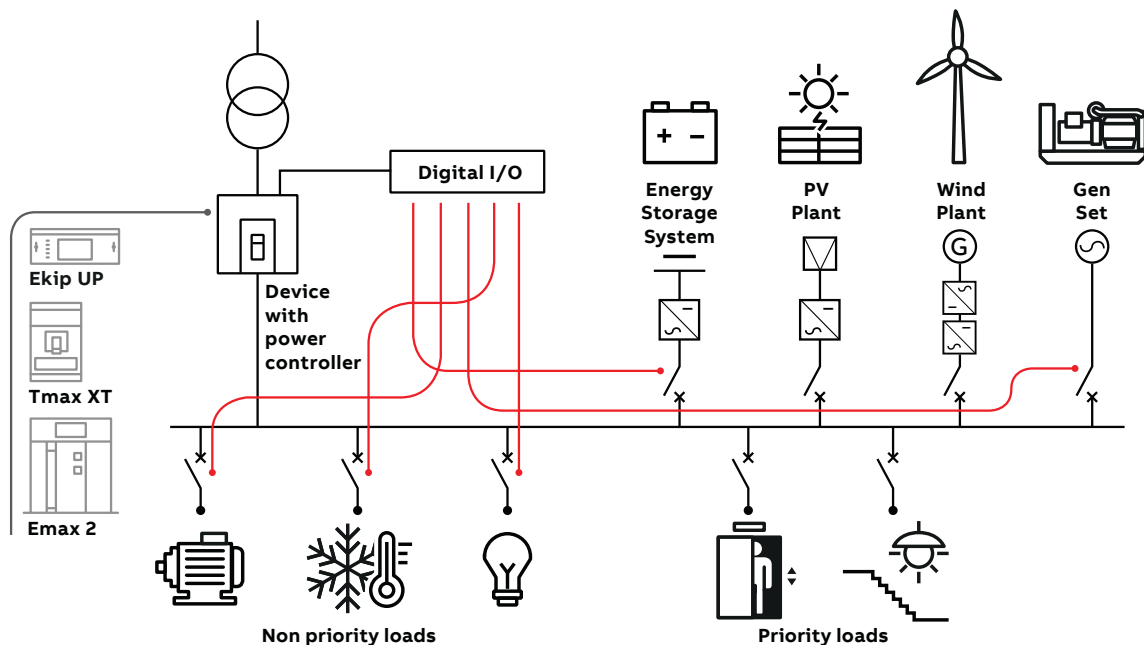 Digital I/O
Energy
Storage
System
PV
Plant
Wind
Plant
Gen
Set
+ −
G
Ekip UP
Device
with
power
controller
Tmax XT
Emax 2
Non priority loads
Priority loads